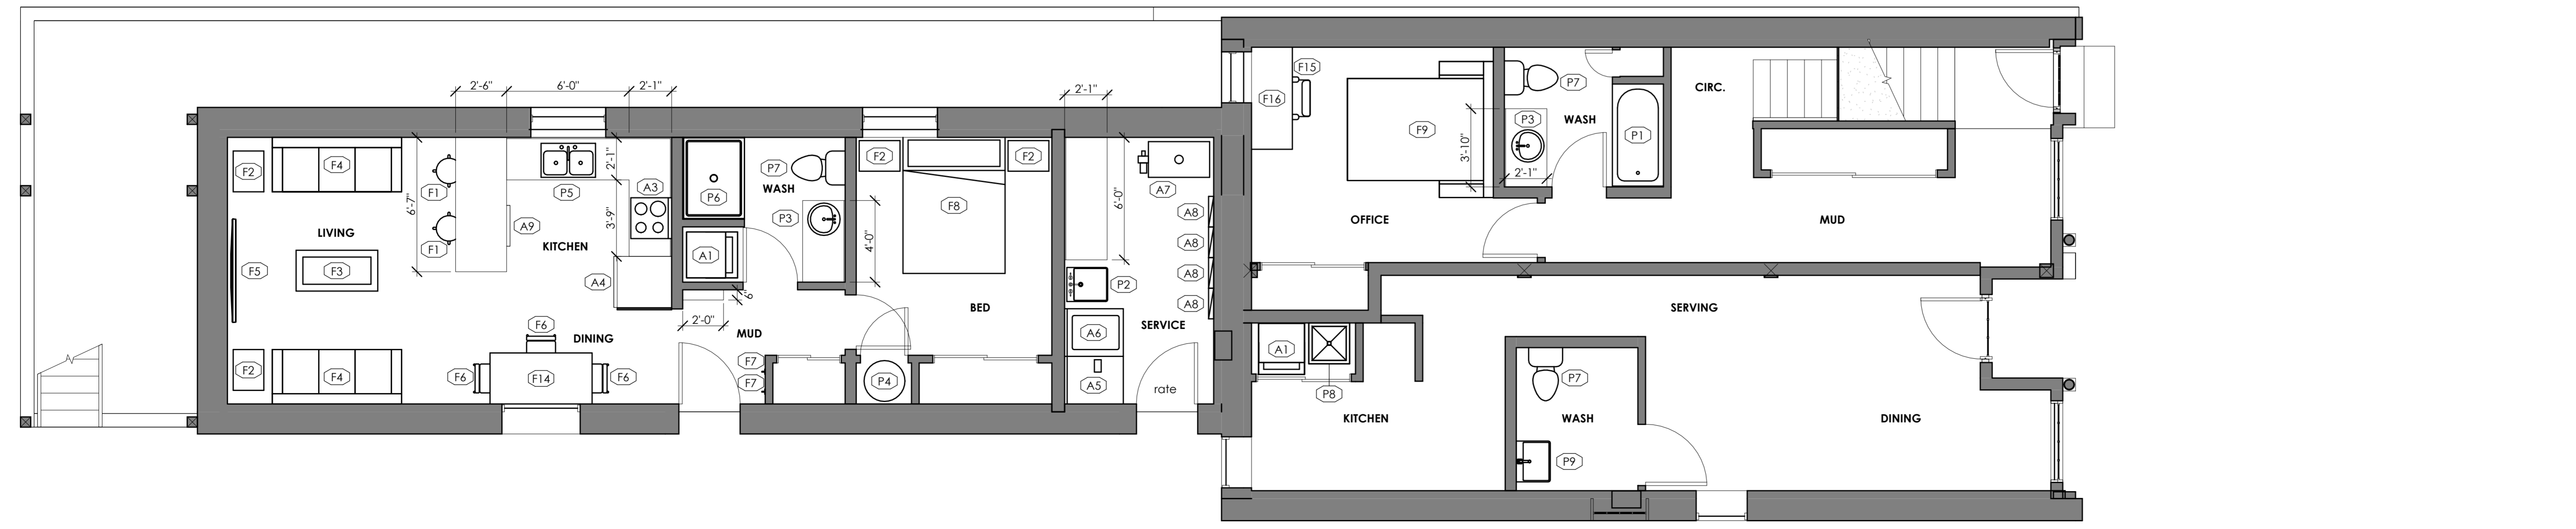 2'-6"
6'-0"
2'-1"
2'-1"
F15
F16
F9
P7
P3
WASH
P1
3'-10"
2'-1"
CIRC.
F2
F4
F1
6'-7"
F1
P5
2'-1"
A3
3'-9"
A9
KITCHEN
A4
LIVING
F5
F3
F2
F4
F6
DINING
F6
F14
F6
P6
P7
WASH
P3
4'-0"
A1
6"
2'-0"
MUD
F7
F7
P4
F2
F2
F8
BED
6'-0"
A7
A8
A8
A8
A8
P2
SERVICE
A6
A5
rate
OFFICE
MUD
SERVING
A1
P8
KITCHEN
P7
WASH
P9
DINING